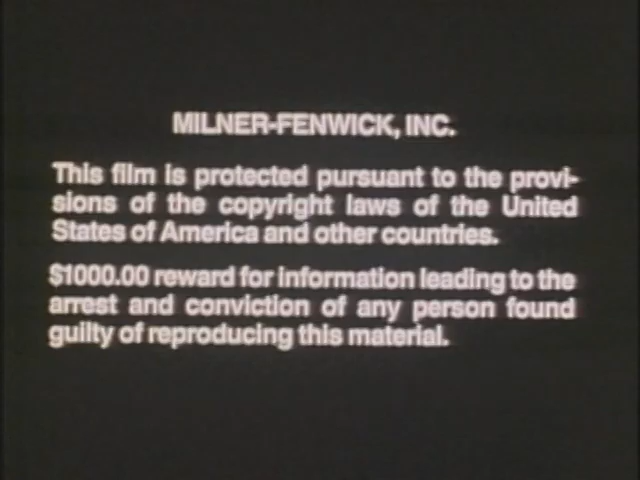 MILNER-FENWICK, INC.
This film is protected pursuant to the provi-
sions of the copyright laws of the United
States of America and other countries.
$1000.00 reward for information leading to the
arrest and conviction of any person found
guilty of reproducing this material.